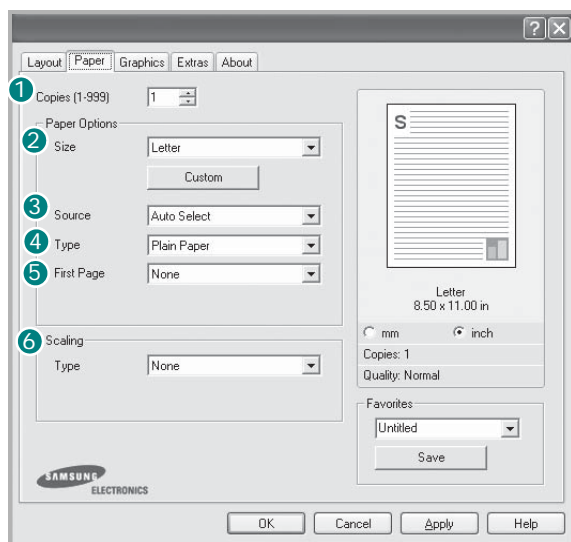 Layout Paper Graphics Extras About
1 Copies (1-999) 1
Paper Options
2 Size Letter
Custom
3 Source Auto Select
4 Type Plain Paper
5 First Page None
6 Scaling
Type None
S
Letter
8.50 x 11.00 in
mm inch
Copies: 1
Quality: Normal
Favorites
Untitled
Save
SAMSUNG
ELECTRONICS
OK Cancel Apply Help